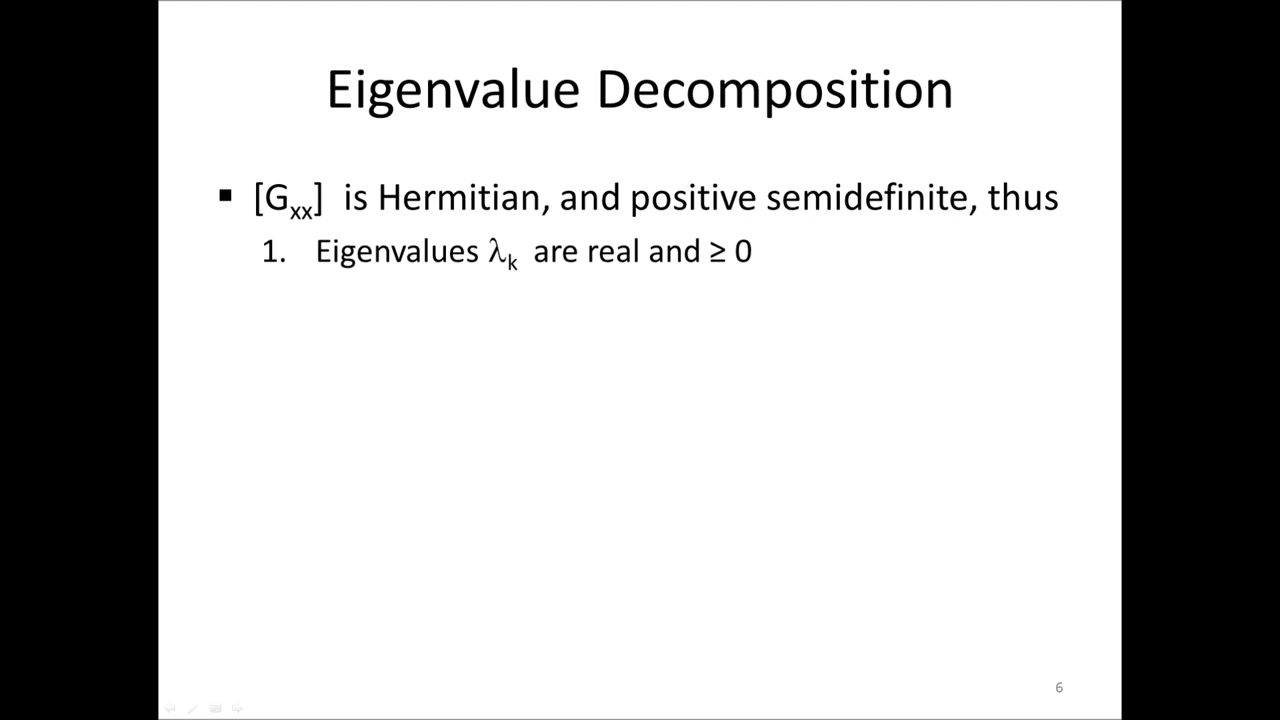 Eigenvalue Decomposition
▪ [Gxx] is Hermitian, and positive semidefinite, thus
1. Eigenvalues λk are real and ≥ 0
6